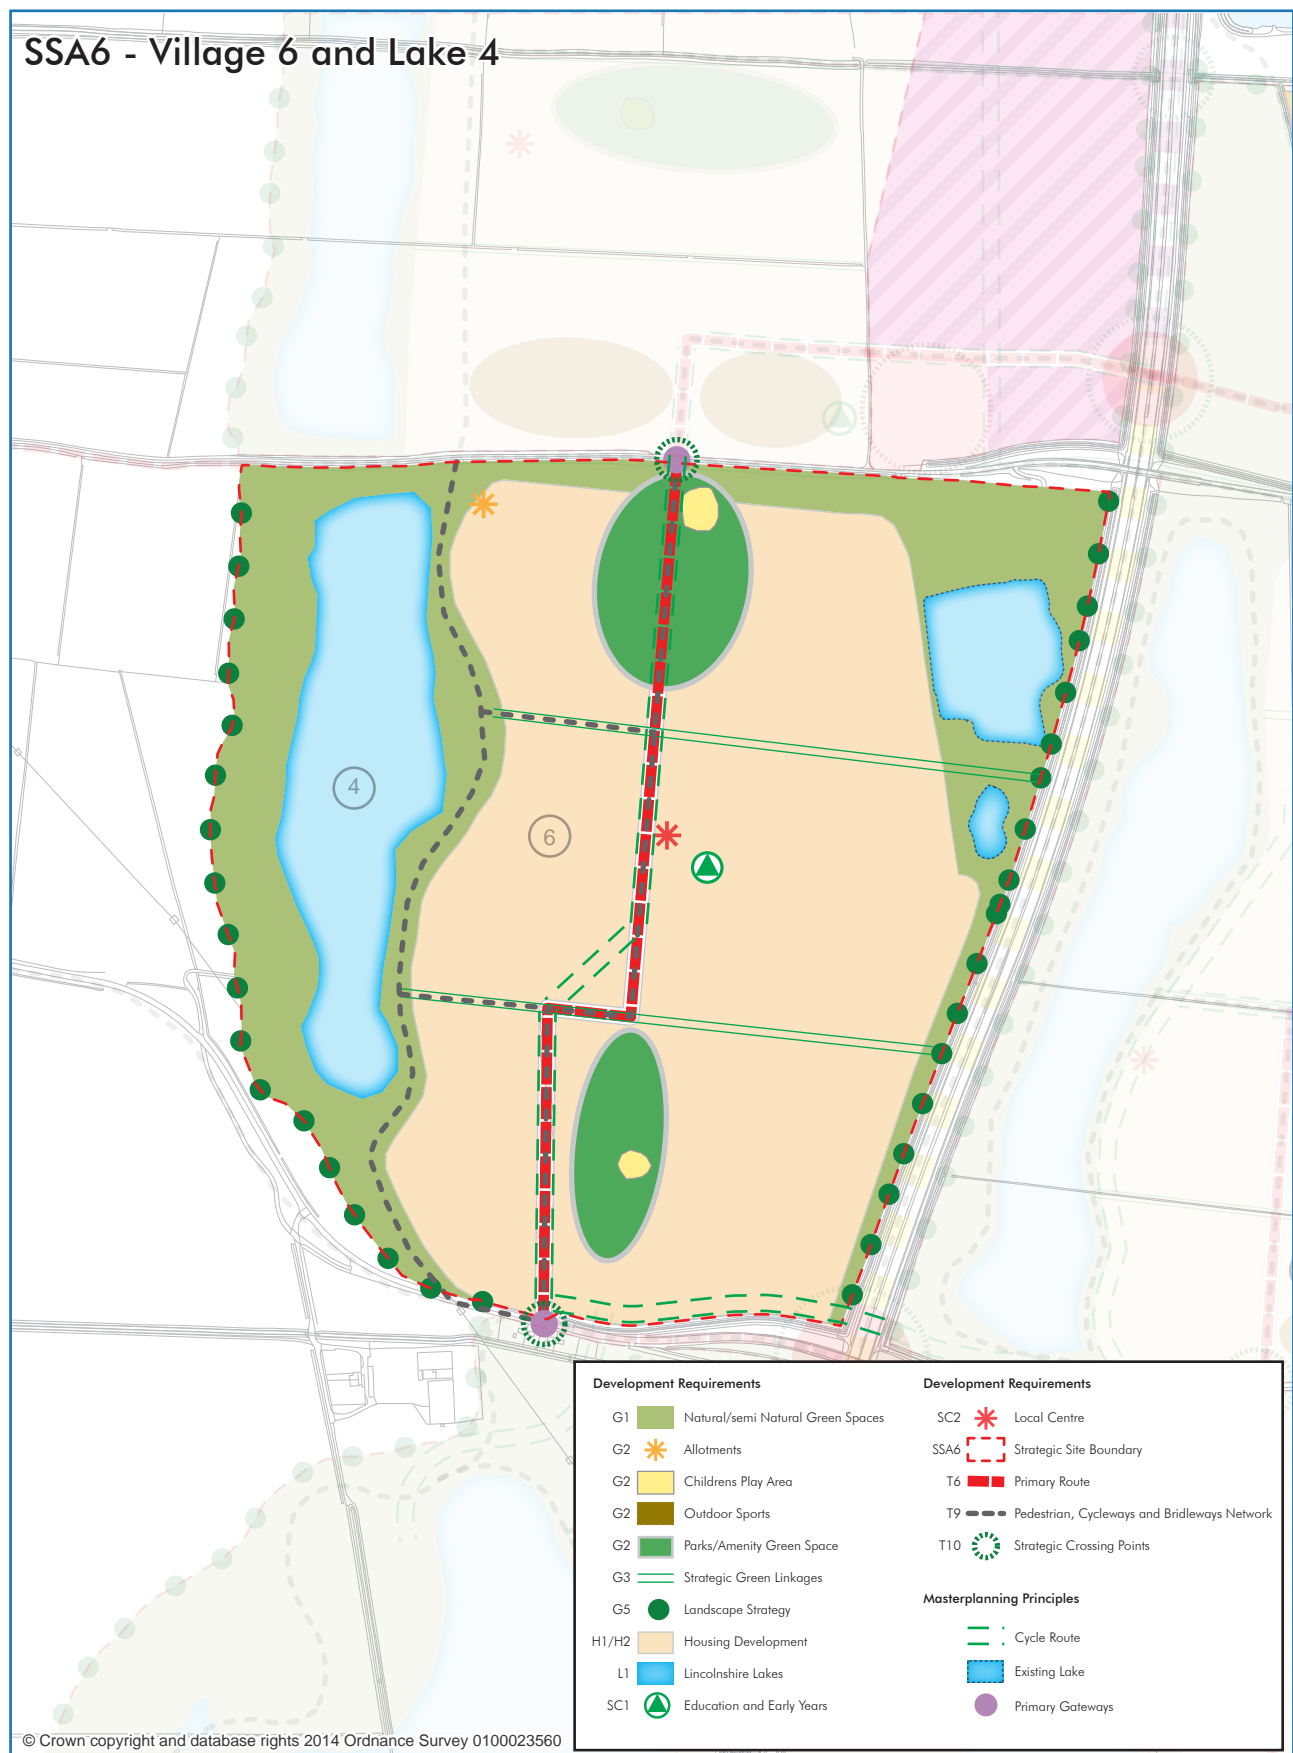 SSA6 - Village 6 and Lake 4
4
6
Development Requirements
G1 Natural/semi Natural Green Spaces
G2 Allotments
G2 Childrens Play Area
G2 Outdoor Sports
G2 Parks/Amenity Green Space
G3 Strategic Green Linkages
G5 Landscape Strategy
H1/H2 Housing Development
L1 Lincolnshire Lakes
SC1 Education and Early Years
Development Requirements
SC2 Local Centre
SSA6 Strategic Site Boundary
T6 Primary Route
T9 Pedestrian, Cycleways and Bridleways Network
T10 Strategic Crossing Points
Masterplanning Principles
Cycle Route
Existing Lake
Primary Gateways
© Crown copyright and database rights 2014 Ordnance Survey 0100023560